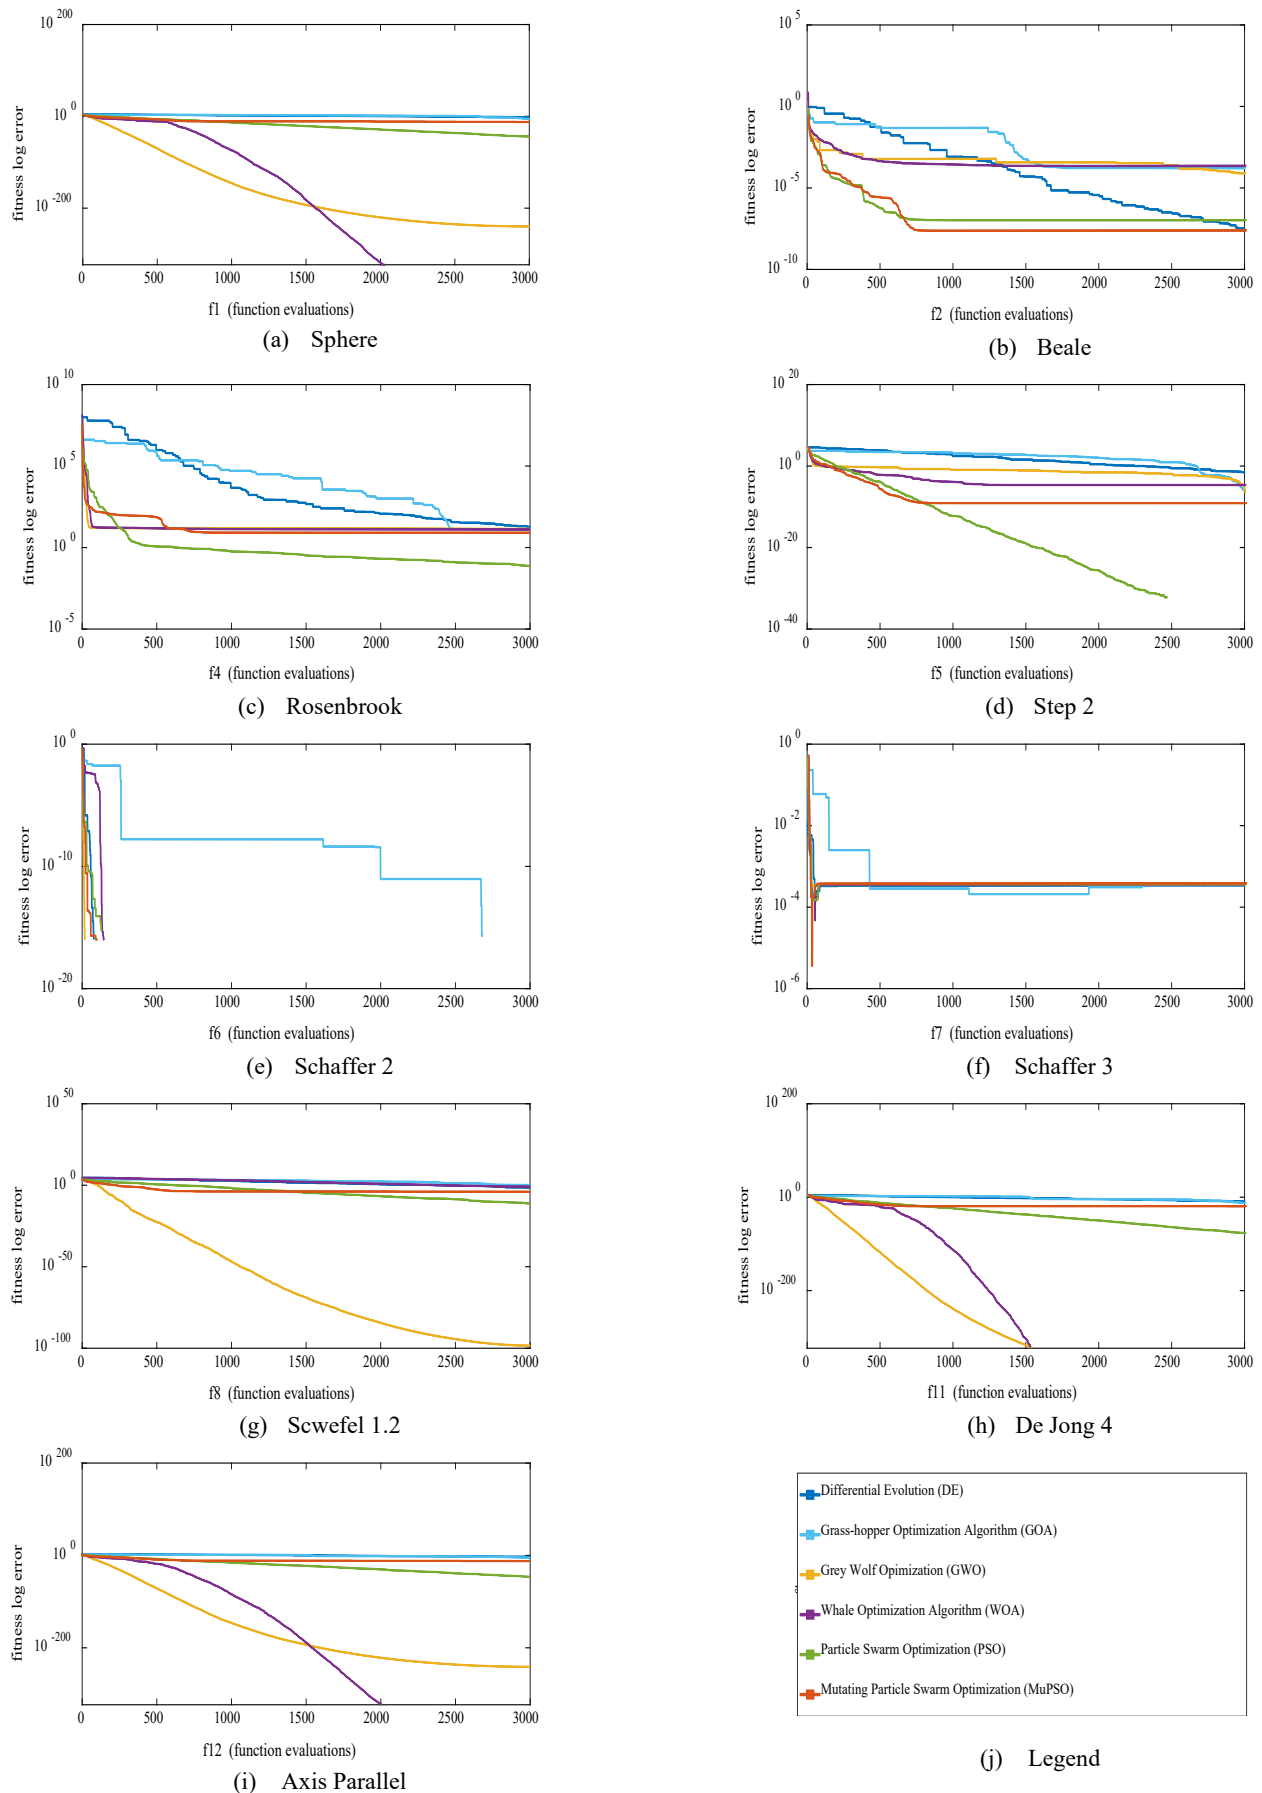 10 200
10 0
10 -200
fitness log error
0 500 1000 1500 2000 2500 3000
f1 (function evaluations)
(a) Sphere
10 5
10 0
10 -5
10 -10
fitness log error
0 500 1000 1500 2000 2500 3000
f2 (function evaluations)
(b) Beale
10 10
10 5
10 0
10 -5
fitness log error
0 500 1000 1500 2000 2500 3000
f4 (function evaluations)
(c) Rosenbrook
10 20
10 0
10 -20
10 -40
fitness log error
0 500 1000 1500 2000 2500 3000
f5 (function evaluations)
(d) Step 2
10 0
10 -10
10 -20
fitness log error
0 500 1000 1500 2000 2500 3000
f6 (function evaluations)
(e) Schaffer 2
10 0
10 -2
10 -4
10 -6
fitness log error
0 500 1000 1500 2000 2500 3000
f7 (function evaluations)
(f) Schaffer 3
10 50
10 0
10 -50
10 -100
fitness log error
0 500 1000 1500 2000 2500 3000
f8 (function evaluations)
(g) Scwefel 1.2
10 200
10 0
10 -200
fitness log error
0 500 1000 1500 2000 2500 3000
f11 (function evaluations)
(h) De Jong 4
10 200
10 0
10 -200
fitness log error
0 500 1000 1500 2000 2500 3000
f12 (function evaluations)
(i) Axis Parallel
Differential Evolution (DE)
Grass-hopper Optimization Algorithm (GOA)
Grey Wolf Opimization (GWO)
Whale Optimization Algorithm (WOA)
Particle Swarm Optimization (PSO)
Mutating Particle Swarm Optimization (MuPSO)
(j) Legend